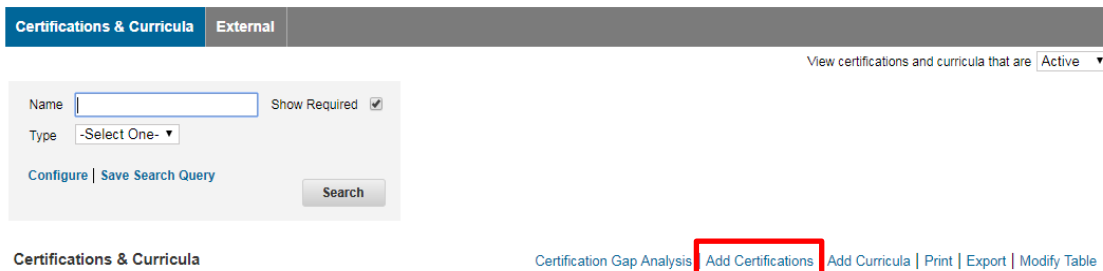 Certifications & Curricula External
View certifications and curricula that are Active
Name Show Required
Type -Select One-
Configure | Save Search Query
Search
Certifications & Curricula Certification Gap Analysis | Add Certifications | Add Curricula | Print | Export | Modify Table